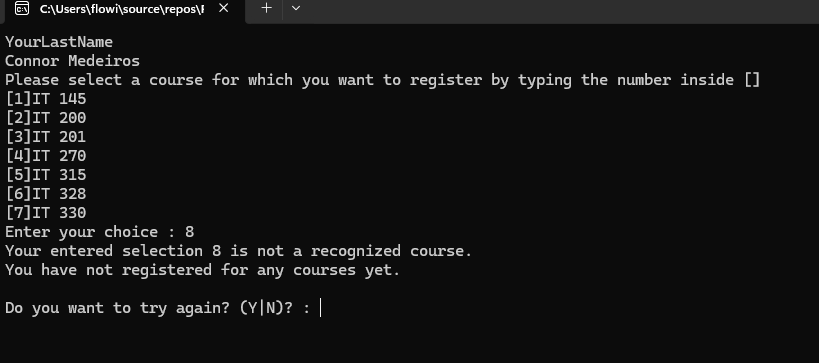 C:\Users\flowi\source\repos\F
YourLastName
Connor Medeiros
Please select a course for which you want to register by typing the number inside []
[1]IT 145
[2]IT 200
[3]IT 201
[4]IT 270
[5]IT 315
[6]IT 328
[7]IT 330
Enter your choice : 8
Your entered selection 8 is not a recognized course.
You have not registered for any courses yet.
Do you want to try again? (Y|N)? :